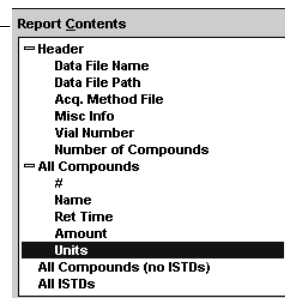 Report Contents
Header
Data File Name
Data File Path
Acq. Method File
Misc Info
Vial Number
Number of Compounds
All Compounds
#
Name
Ret Time
Amount
Units
All Compounds (no ISTDs)
All ISTDs